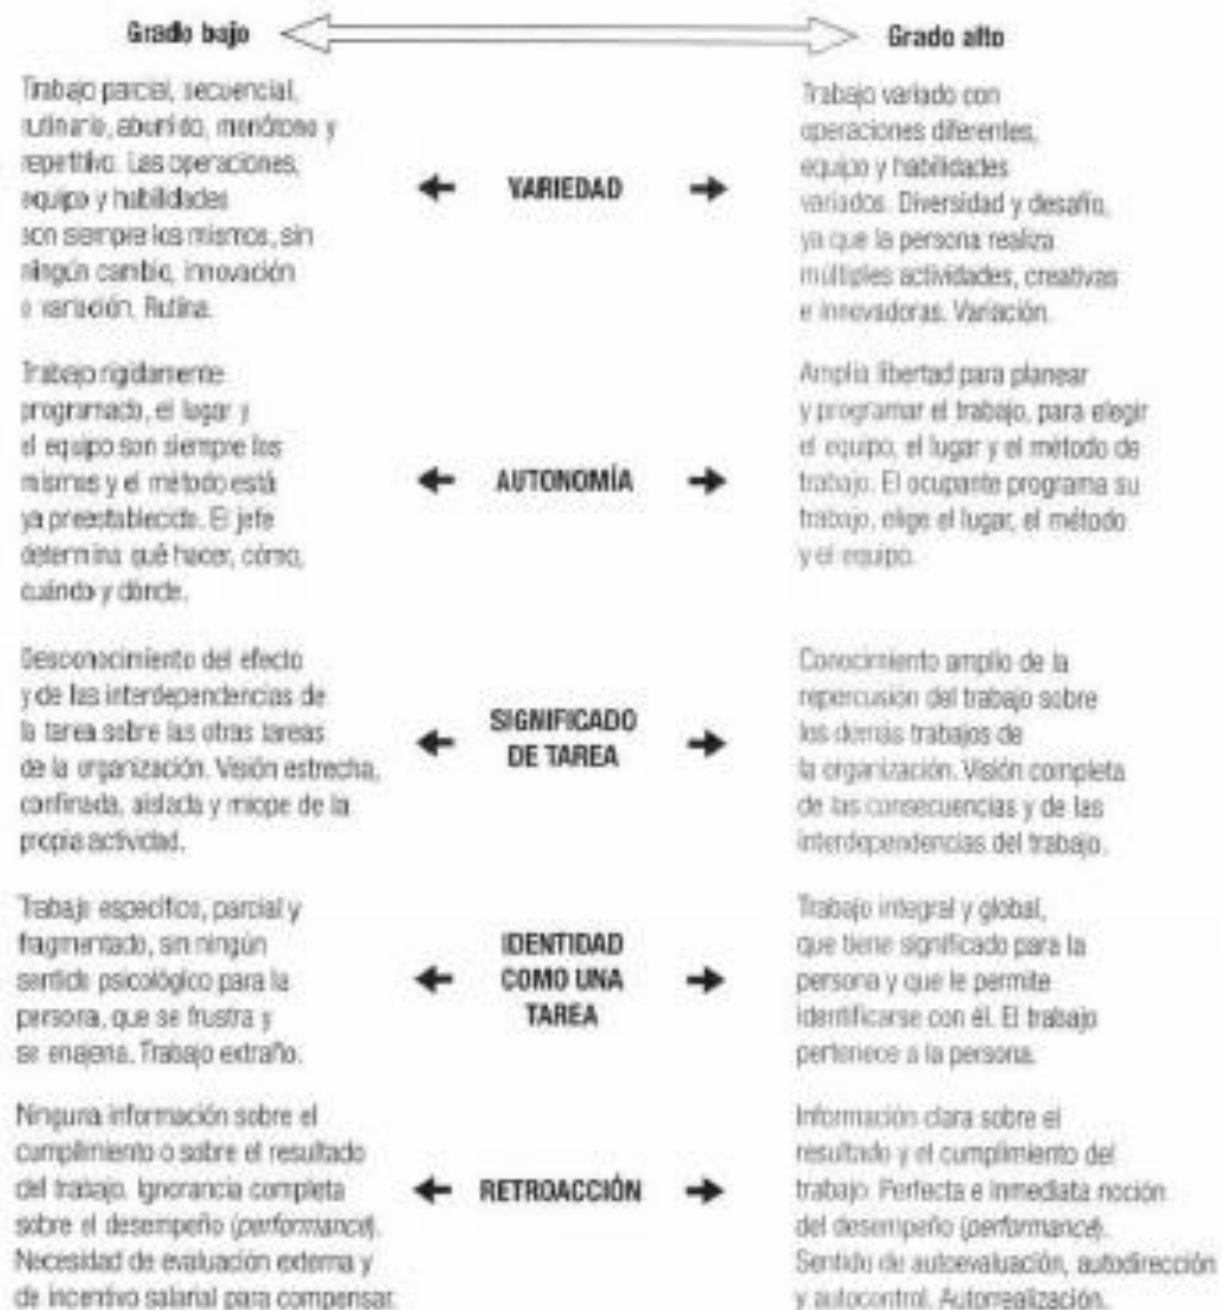 Grado bajo
Grado alto
Trabajo parcial, secuencial,
rutinario, aburrido, monótono y
repetitivo. Las operaciones,
equipo y habilidades
son siempre los mismos, sin
ningún cambio, innovación
o variación. Rutina.
VARIEDAD
Trabajo variado con
operaciones diferentes,
equipo y habilidades
variados. Diversidad y desafío,
ya que la persona realiza
múltiples actividades, creativas
e innovadoras. Variación.
Trabajo rígidamente
programado, el lugar y
el equipo son siempre los
mismos y el método está
ya preestablecido. El jefe
determina qué hacer, cómo,
cuándo y dónde.
AUTONOMÍA
Amplia libertad para planear
y programar el trabajo, para elegir
el equipo, el lugar y el método de
trabajo. El ocupante programa su
trabajo, elige el lugar, el método
y el equipo.
Desconocimiento del efecto
y de las interdependencias de
la tarea sobre las otras tareas
de la organización. Visión estrecha,
confinada, aislada y miope de la
propia actividad.
SIGNIFICADO
DE TAREA
Conocimiento amplio de la
repercusión del trabajo sobre
los demás trabajos de
la organización. Visión completa
de las consecuencias y de las
interdependencias del trabajo.
Trabajo específico, parcial y
fragmentado, sin ningún
sentido psicológico para la
persona, que se frustra y
se enajena. Trabajo extraño.
IDENTIDAD
COMO UNA
TAREA
Trabajo integral y global,
que tiene significado para la
persona y que le permite
identificarse con él. El trabajo
pertenece a la persona.
Ninguna información sobre el
cumplimiento o sobre el resultado
del trabajo. Ignorancia completa
sobre el desempeño (performance).
Necesidad de evaluación externa y
de incentivo salarial para compensar.
RETROACCIÓN
Información clara sobre el
resultado y el cumplimiento del
trabajo. Perfecta e inmediata noción
del desempeño (performance).
Sentido de autoevaluación, autodirección
y autocontrol. Autorrealización.